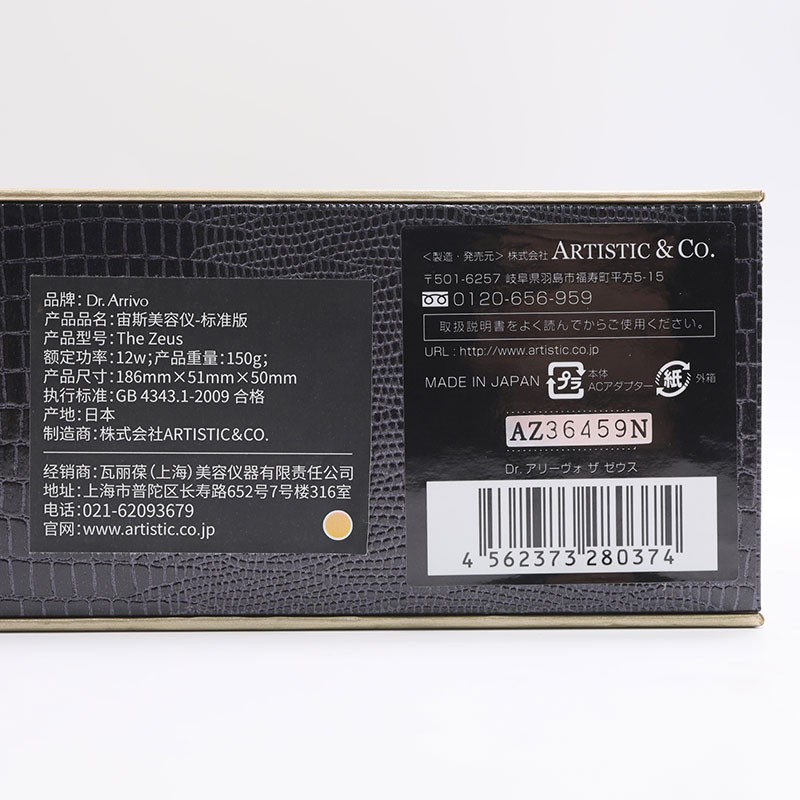 品牌：Dr.Arrivo
产品品名：宙斯美容仪-标准版
产品型号：The Zeus
额定功率：12w；产品重量：150g；
产品尺寸：186mm×51mm×50mm
执行标准：GB 4343.1-2009 合格
产地：日本
制造商：株式会社ARTISTIC&CO.
经销商：瓦丽葆（上海）美容仪器有限责任公司
地址：上海市普陀区长寿路652号7号楼316室
电话：021-62093679
官网：www.artistic.co.jp
＜製造・発売元＞ 株式会社 ARTISTIC & CO.
〒501-6257 岐阜県羽島市福寿町平方5-15
0120-656-959
取扱説明書をよく読んでからご使用ください。
URL : http://www.artistic.co.jp
MADE IN JAPAN プラ 本体 ACアダプター 紙 外箱
AZ36459N
Dr. アリーヴォ ザ ゼウス
4 562373 280374